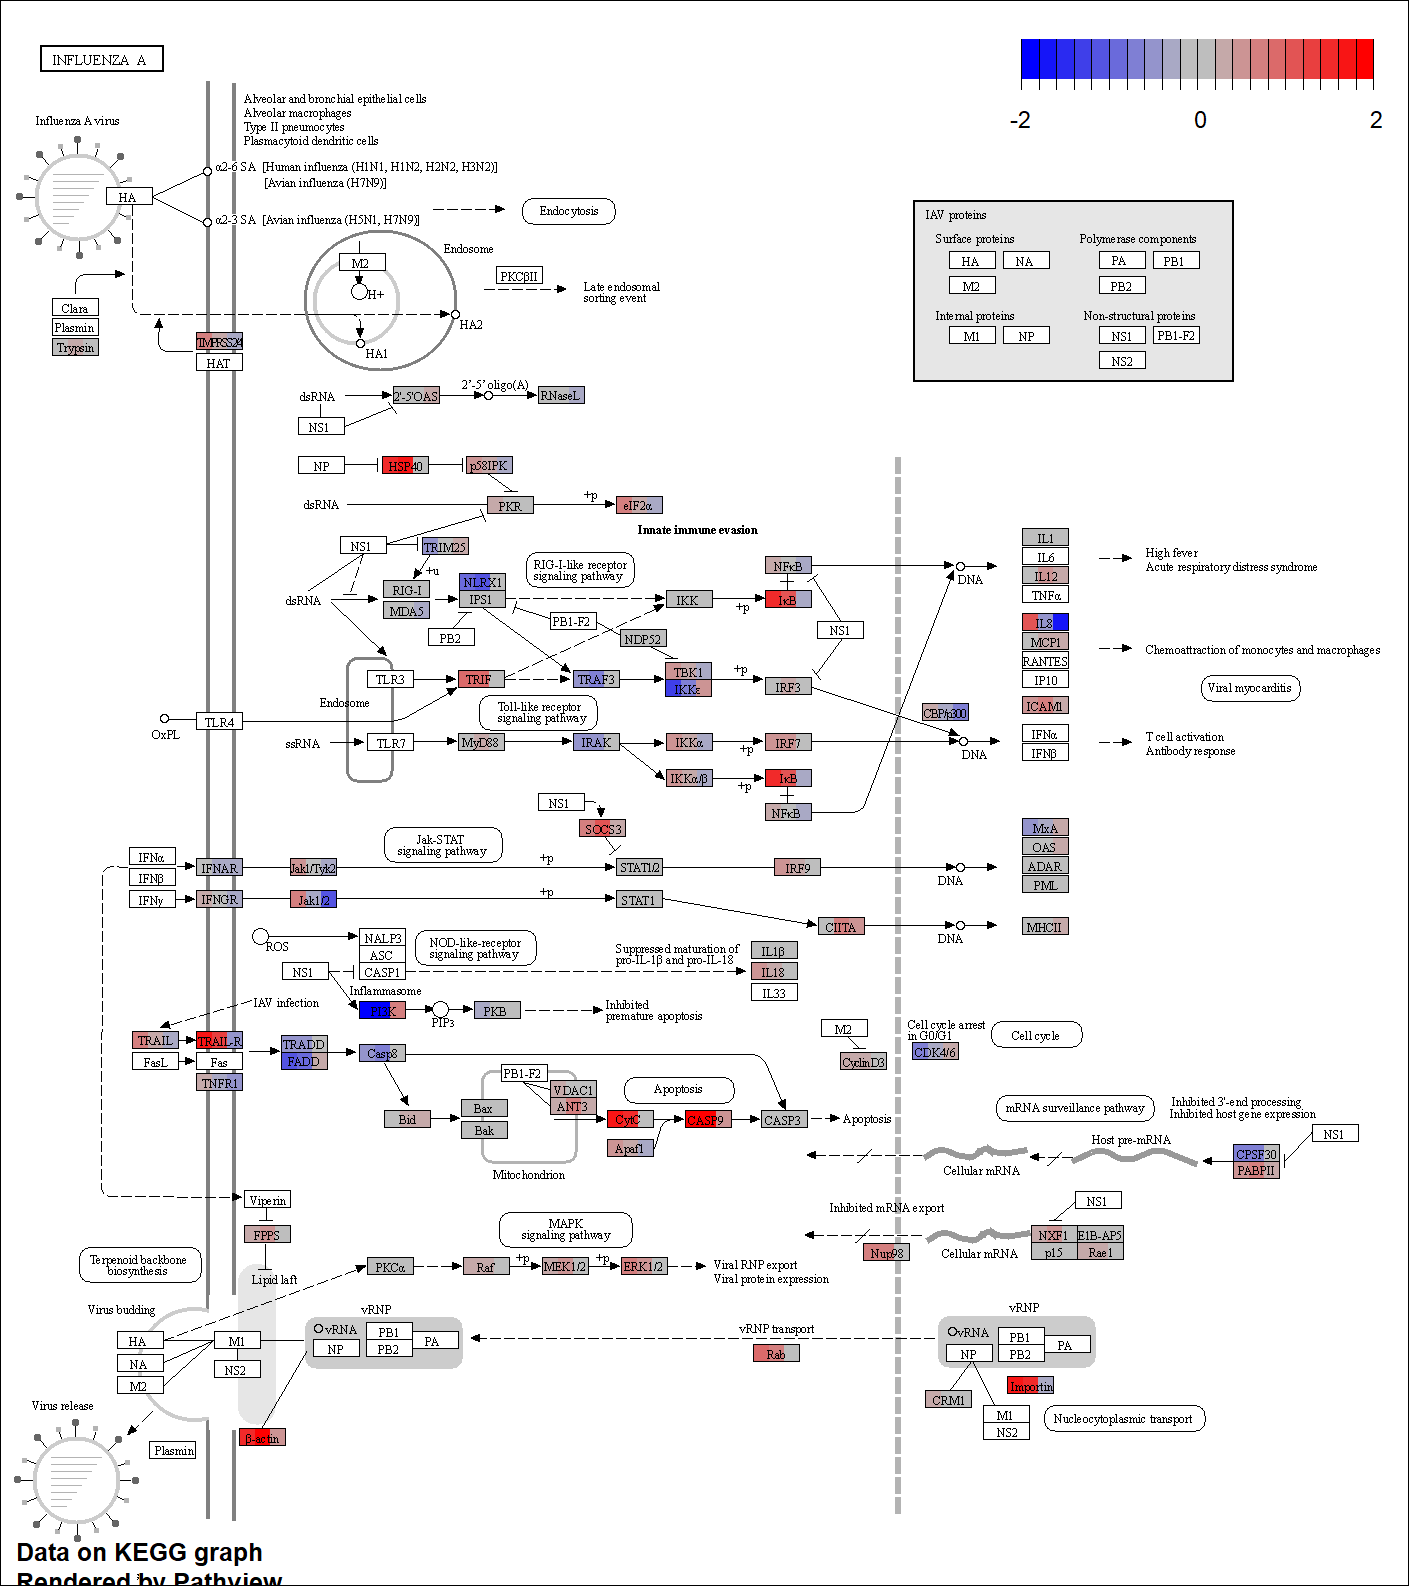 INFLUENZA A
-2
0
2
Alveolar and bronchial epithelial cells
Alveolar macrophages
Type II pneumocytes
Plasmacytoid dendritic cells
Influenza A virus
HA
α2-6 SA [Human influenza (H1N1, H1N2, H2N2, H3N2)]
[Avian influenza (H7N9)]
α2-3 SA [Avian influenza (H5N1, H7N9)]
Endocytosis
Endosome
M2
H+
PKCβII
Late endosomal
sorting event
HA2
HA1
Clara
Plasmin
Trypsin
TMPRSS24
HAT
IAV proteins
Surface proteins
Polymerase components
HA
NA
PA
PB1
M2
PB2
Internal proteins
Non-structural proteins
M1
NP
NS1
PB1-F2
NS2
dsRNA
2'-5'OAS
2'-5' oligo(A)
RNaseL
NS1
NP
HSP40
p58IPK
dsRNA
PKR
+p
eIF2α
Innate immune evasion
NS1
TRIM25
+u
RIG-I-like receptor
signaling pathway
NFκB
DNA
RIG-I
NLRX1
dsRNA
MDA5
IPS1
IKK
+p
IκB
PB2
PB1-F2
NDP52
NS1
IL1
IL6
IL12
TNFα
High fever
Acute respiratory distress syndrome
IL8
MCP1
RANTES
IP10
Chemoattraction of monocytes and macrophages
Viral myocarditis
TLR3
TRIF
TRAF3
TBK1
IKKε
+p
IRF3
Endosome
Toll-like receptor
signaling pathway
CBP/p300
ICAM1
OxPL
TLR4
ssRNA
TLR7
MyD88
IRAK
IKKα
+p
IRF7
DNA
IFNα
IFNβ
T cell activation
Antibody response
IKKα/β
+p
IκB
NS1
NFκB
SOCS3
Jak-STAT
signaling pathway
MxA
OAS
ADAR
PML
IFNα
IFNβ
IFNAR
Jak1/Tyk2
+p
STAT1/2
IRF9
DNA
IFNγ
IFNGR
Jak1/2
+p
STAT1
CIITA
DNA
MHCII
ROS
NALP3
ASC
CASP1
NOD-like-receptor
signaling pathway
NS1
Suppressed maturation of
pro-IL-1β and pro-IL-18
IL1β
IL18
IL33
Inflammasome
IAV infection
PI3K
PIP3
PKB
Inhibited
premature apoptosis
TRAIL
TRAIL-R
FasL
Fas
TNFR1
TRADD
FADD
Casp8
M2
CyclinD3
Cell cycle arrest
in G0/G1
CDK4/6
Cell cycle
PB1-F2
VDAC1
ANT3
Apoptosis
Bid
Bax
Bak
CytC
CASP9
CASP3
Apoptosis
Apaf1
Mitochondrion
mRNA surveillance pathway
Inhibited 3'-end processing
Inhibited host gene expression
NS1
Host pre-mRNA
CPSF30
PABPII
Cellular mRNA
Viperin
FPPS
Lipid laft
Terpenoid backbone
biosynthesis
MAPK
signaling pathway
Inhibited mRNA export
NS1
Nup98
Cellular mRNA
NXF1
E1B-AP5
p15
Rae1
PKCα
Raf
+p
MEK1/2
+p
ERK1/2
Viral RNP export
Viral protein expression
Virus budding
HA
NA
M2
M1
NS2
vRNP
vRNA
NP
PB1
PB2
PA
vRNP transport
Rab
vRNP
vRNA
NP
PB1
PB2
PA
Importin
CRM1
M1
NS2
Nucleocytoplasmic transport
Virus release
β-actin
Plasmin
Data on KEGG graph
Rendered by Pathview